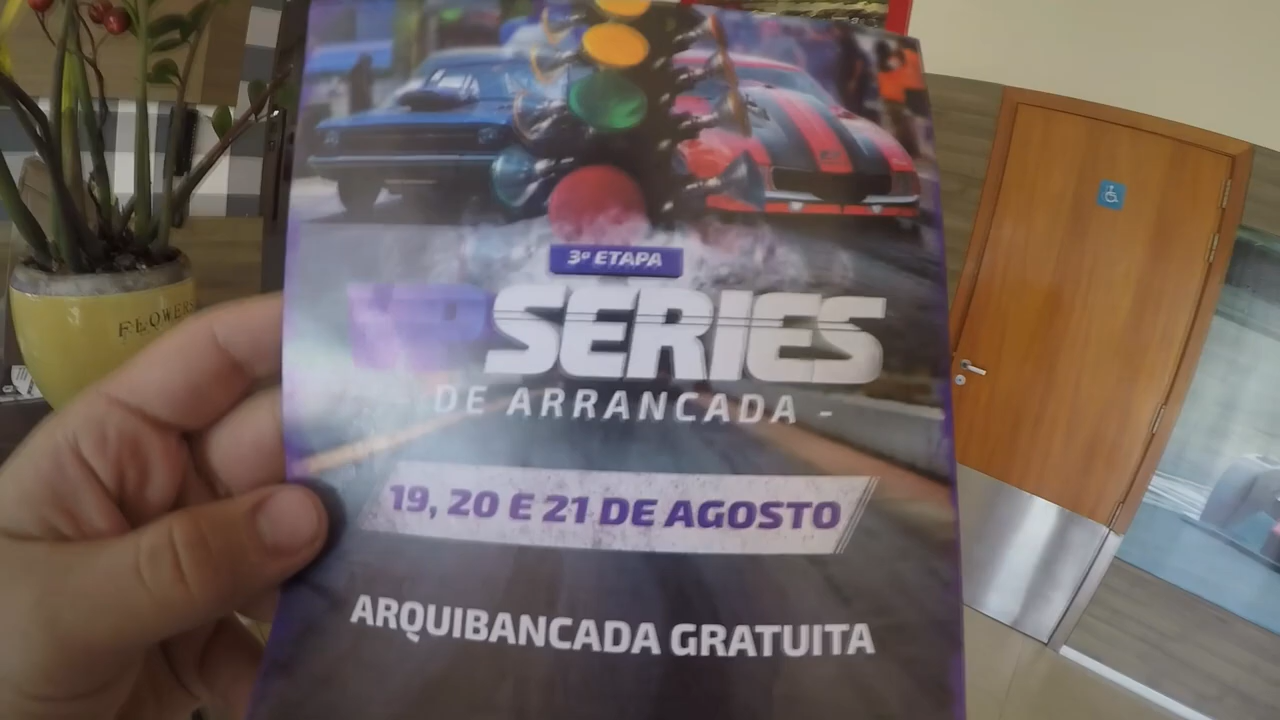 3ª ETAPA
SERIES
- DE ARRANCADA -
19, 20 E 21 DE AGOSTO
ARQUIBANCADA GRATUITA
FLOWERS